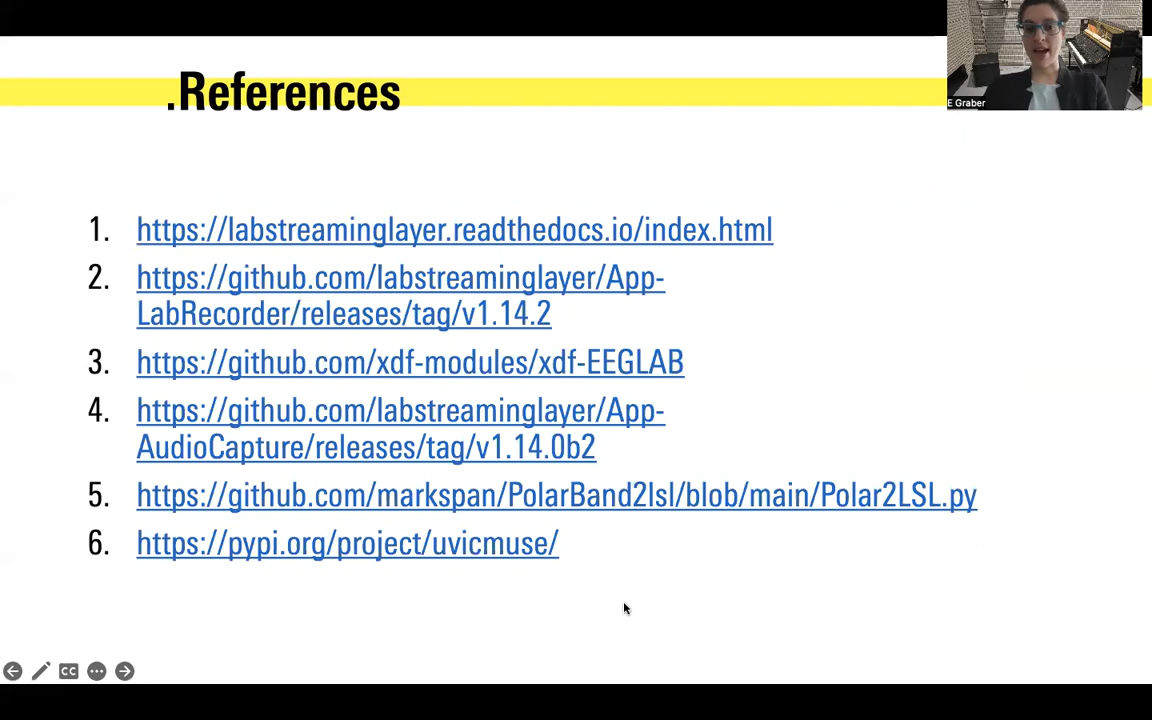 .References
E Graber
1. https://labstreaminglayer.readthedocs.io/index.html
2. https://github.com/labstreaminglayer/App-
LabRecorder/releases/tag/v1.14.2
3. https://github.com/xdf-modules/xdf-EEGLAB
4. https://github.com/labstreaminglayer/App-
AudioCapture/releases/tag/v1.14.0b2
5. https://github.com/markspan/PolarBand2lsl/blob/main/Polar2LSL.py
6. https://pypi.org/project/uvicmuse/
CC